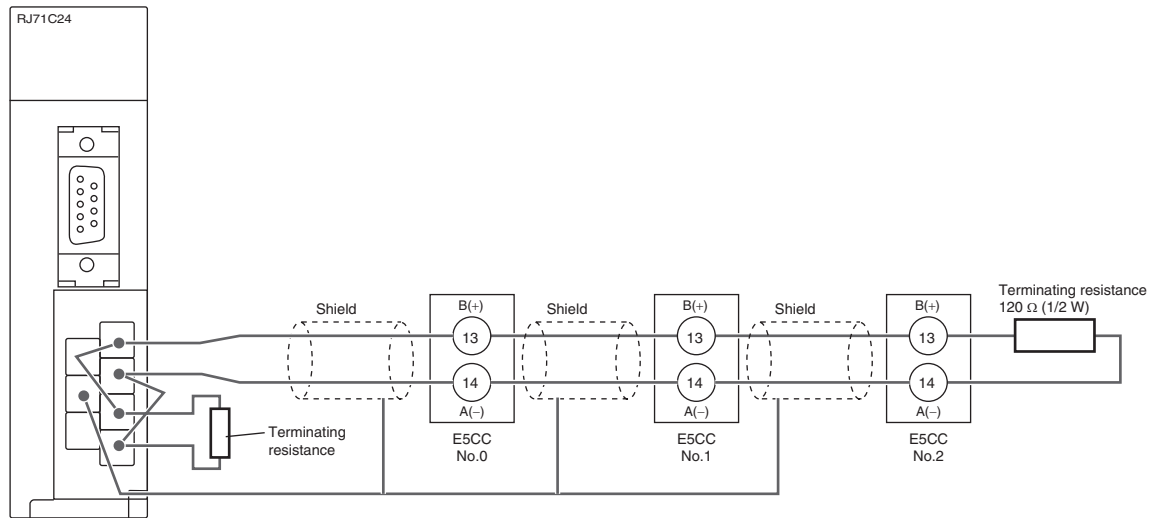 RJ71C24
Shield
B(+)
13
14
A(−)
E5CC
No.0
Shield
B(+)
13
14
A(−)
E5CC
No.1
Shield
B(+)
13
14
A(−)
E5CC
No.2
Terminating resistance
120 Ω (1/2 W)
Terminating
resistance